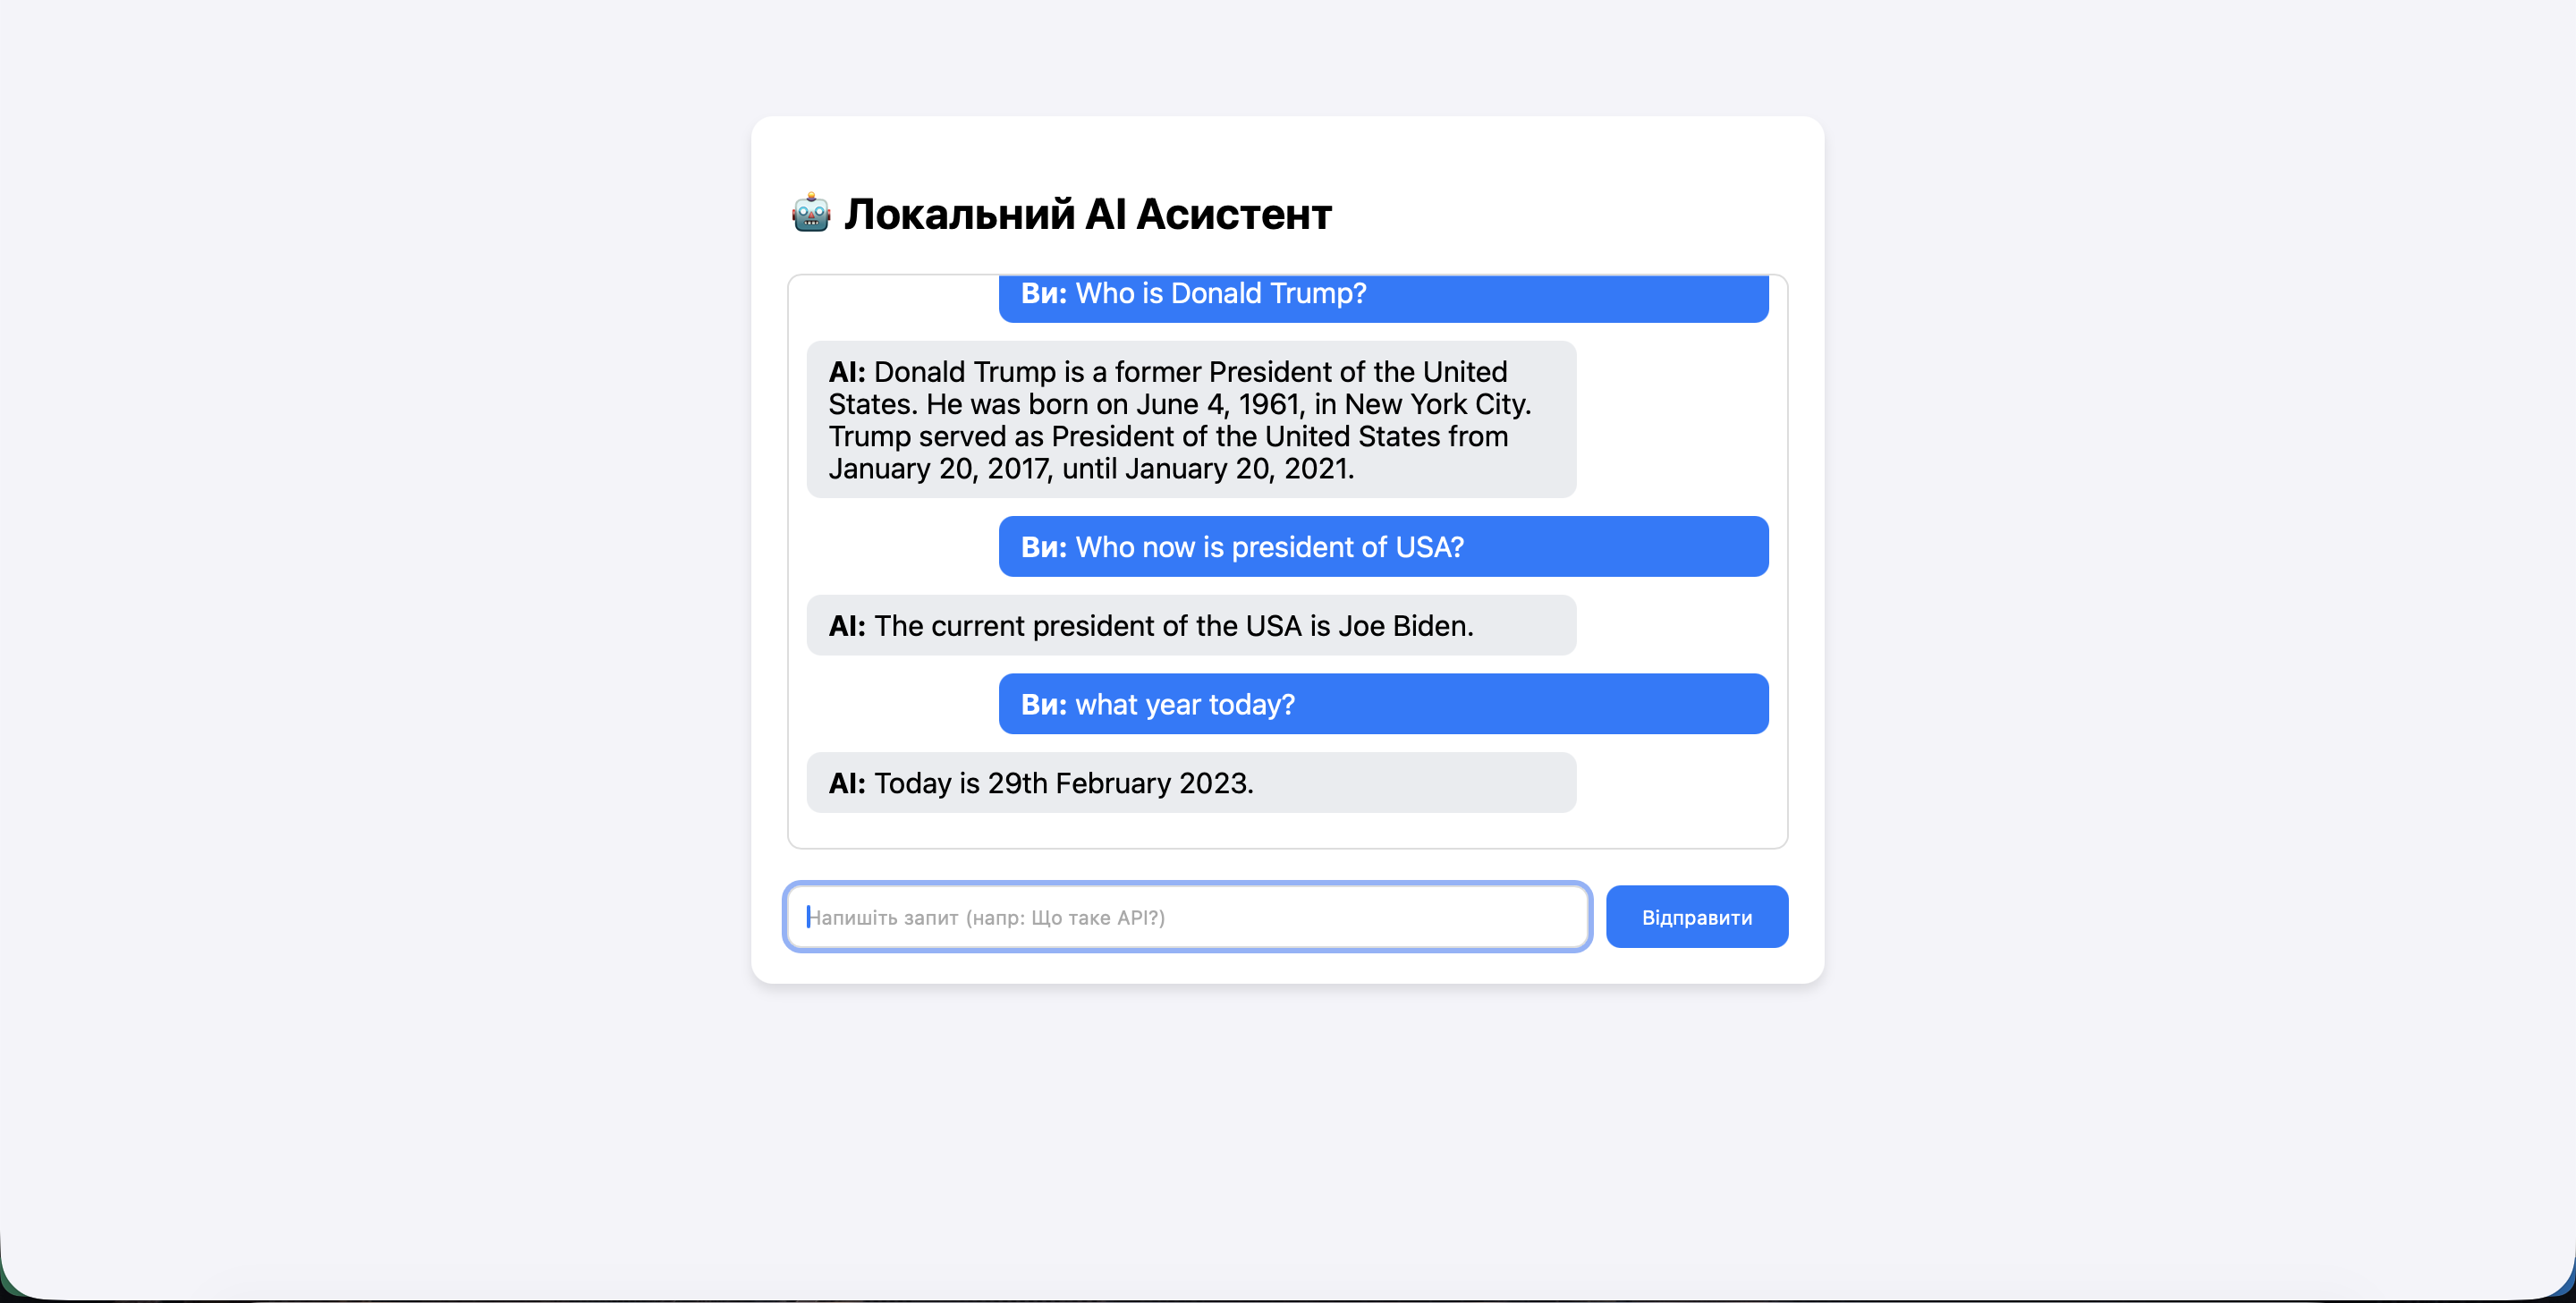 🤖 Локальний AI Асистент
Ви: Who is Donald Trump?
AI: Donald Trump is a former President of the United
States. He was born on June 4, 1961, in New York City.
Trump served as President of the United States from
January 20, 2017, until January 20, 2021.
Ви: Who now is president of USA?
AI: The current president of the USA is Joe Biden.
Ви: what year today?
AI: Today is 29th February 2023.
Напишіть запит (напр: Що таке API?)
Відправити